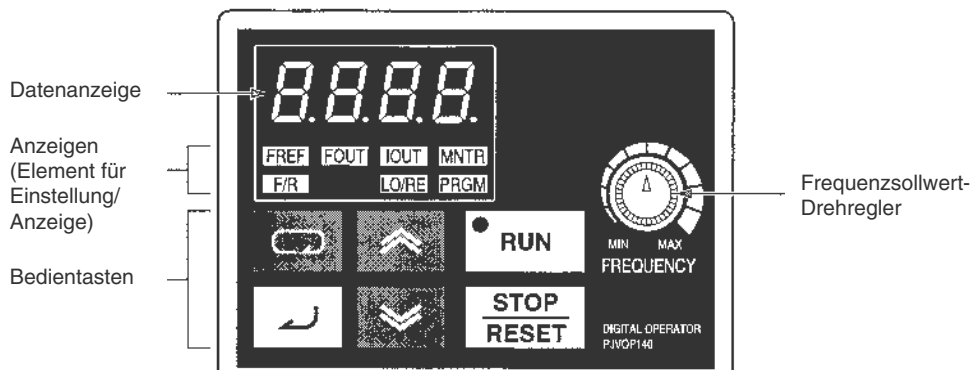 Datenanzeige
8.8.8.8.
Anzeigen
(Element für
Einstellung/
Anzeige)
FREF FOUT IOUT MNTR
F/R LO/RE PRGM
Frequenzsollwert-
Drehregler
MIN MAX
FREQUENCY
Bedientasten
RUN
STOP
RESET
DIGITAL OPERATOR
PJVOP140